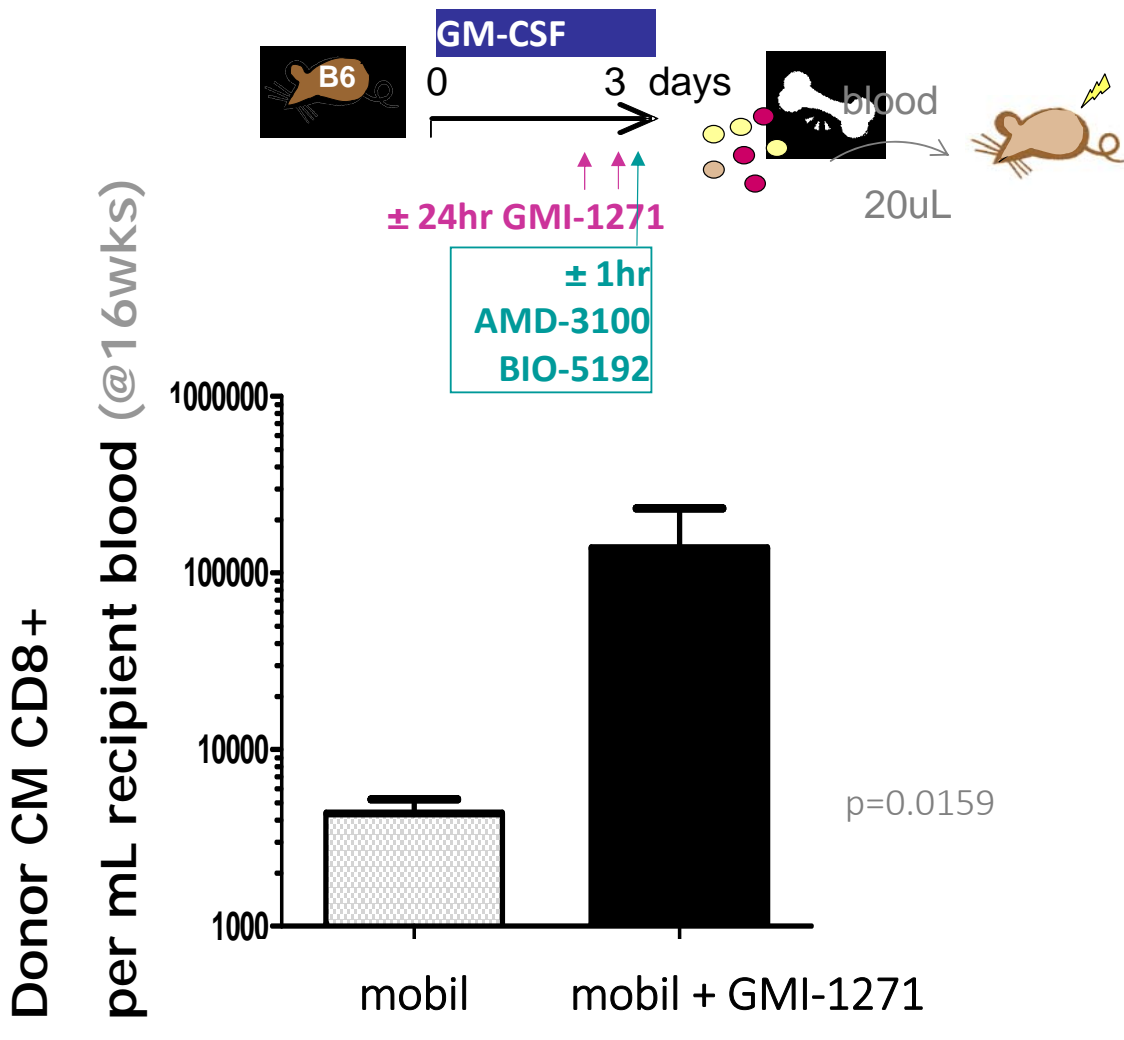 GM-CSF
B6
0 3 days
blood
20uL
± 24hr GMI-1271
± 1hr
AMD-3100
BIO-5192
Donor CM CD8+
per mL recipient blood (@16wks)
1000000
100000
10000
1000
p=0.0159
mobil
mobil + GMI-1271